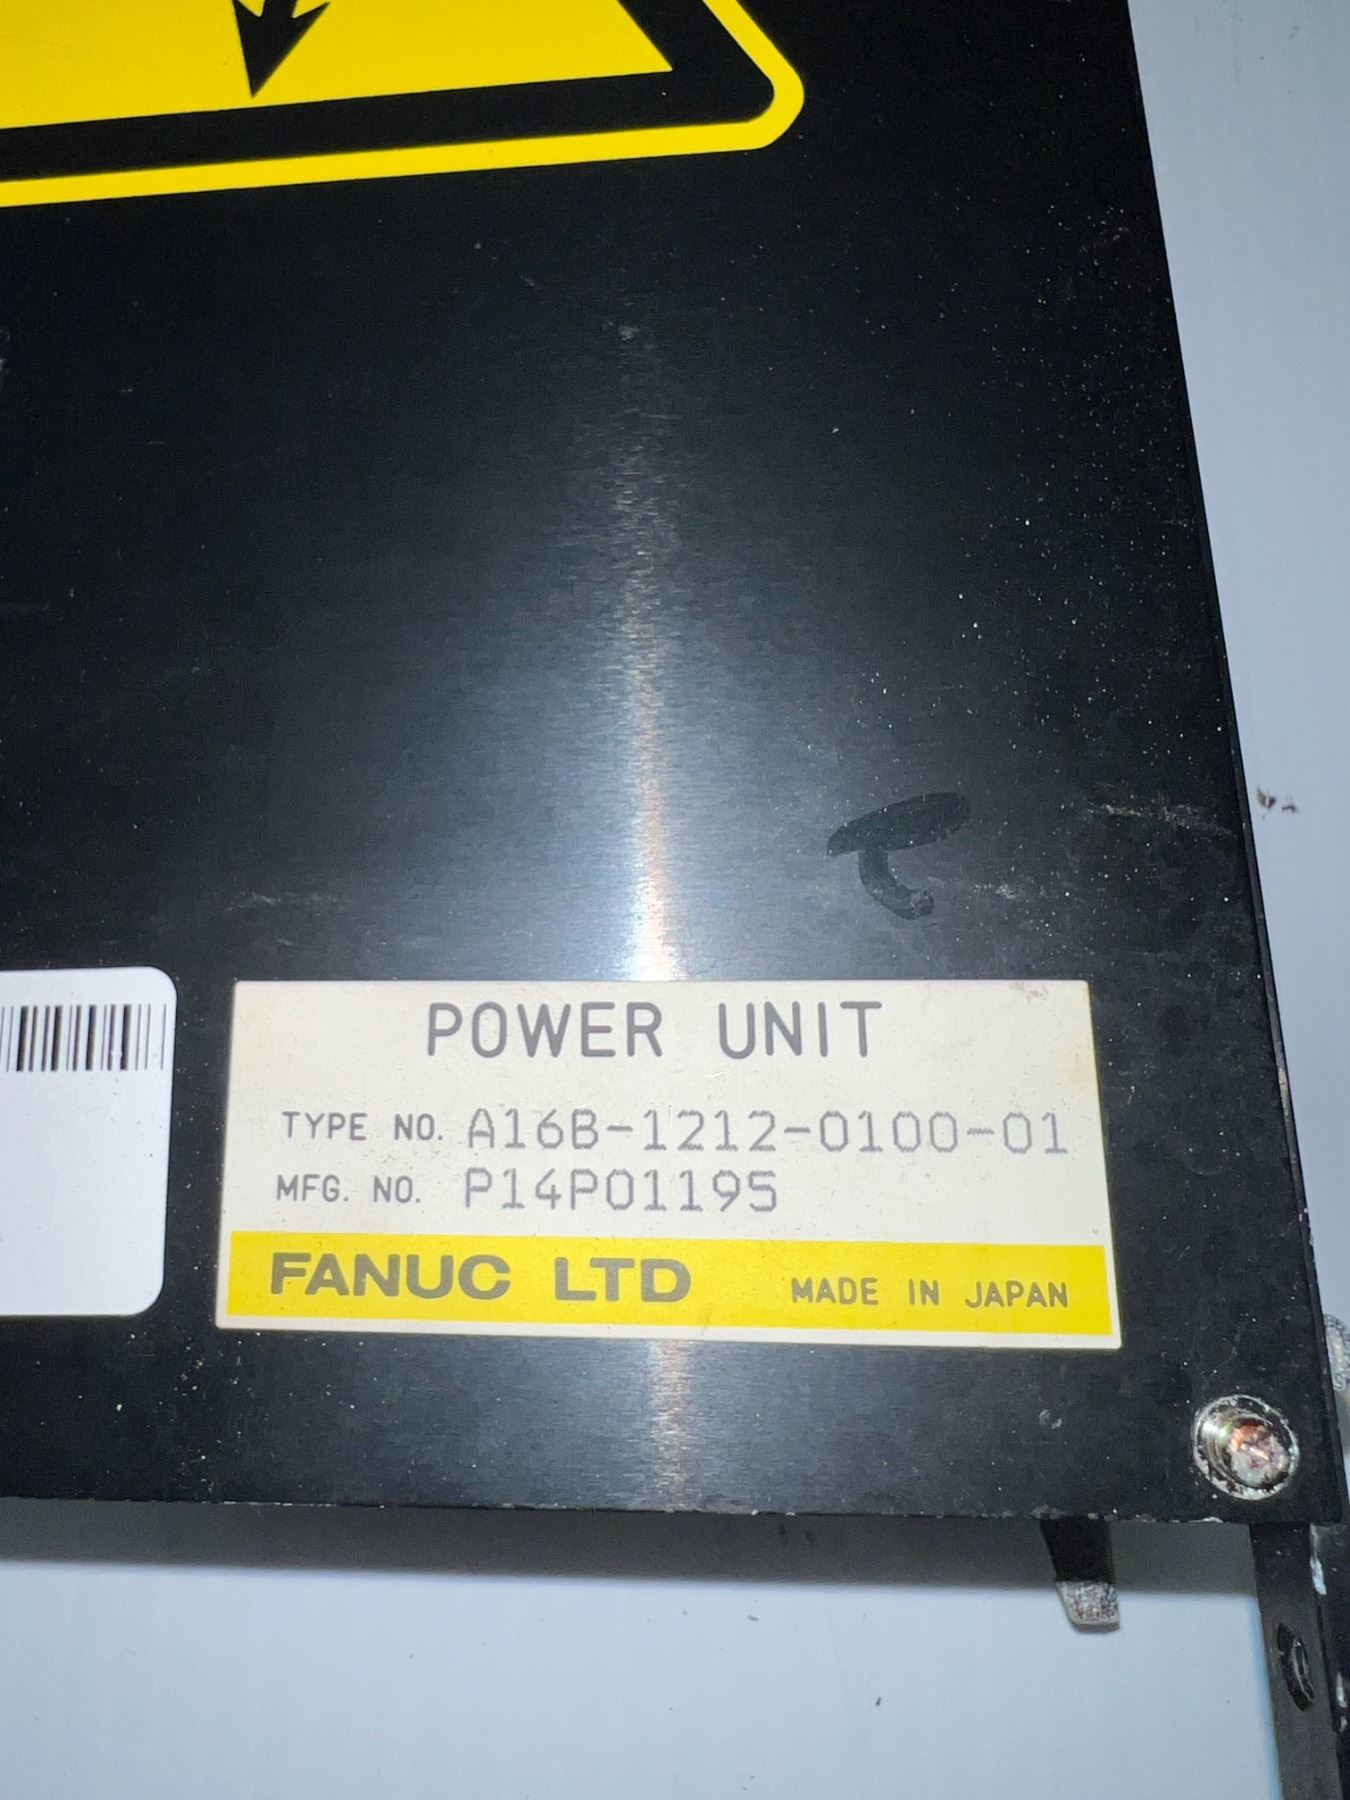 POWER UNIT
TYPE NO. A16B-1212-0100-01
MFG. NO. P14P01195
FANUC LTD MADE IN JAPAN